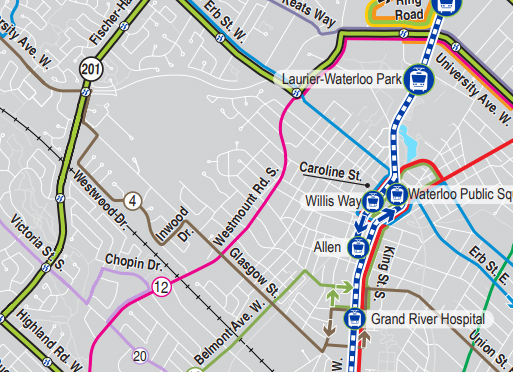 Ring
Road
Keats Way
Erb St. W.
Fischer-Ha
rsity Ave. W.
201
Laurier-Waterloo Park
University Ave. W.
Caroline St.
Willis Way
Waterloo Public Sq
Westwood Dr.
4
Inwood
Dr.
Westmount Rd. S.
Allen
King St. S.
Erb St. E.
Victoria St. S.
Chopin Dr.
Glasgow St.
12
Grand River Hospital
Highland Rd. W.
Belmont Ave. W.
20
W.
Union St.